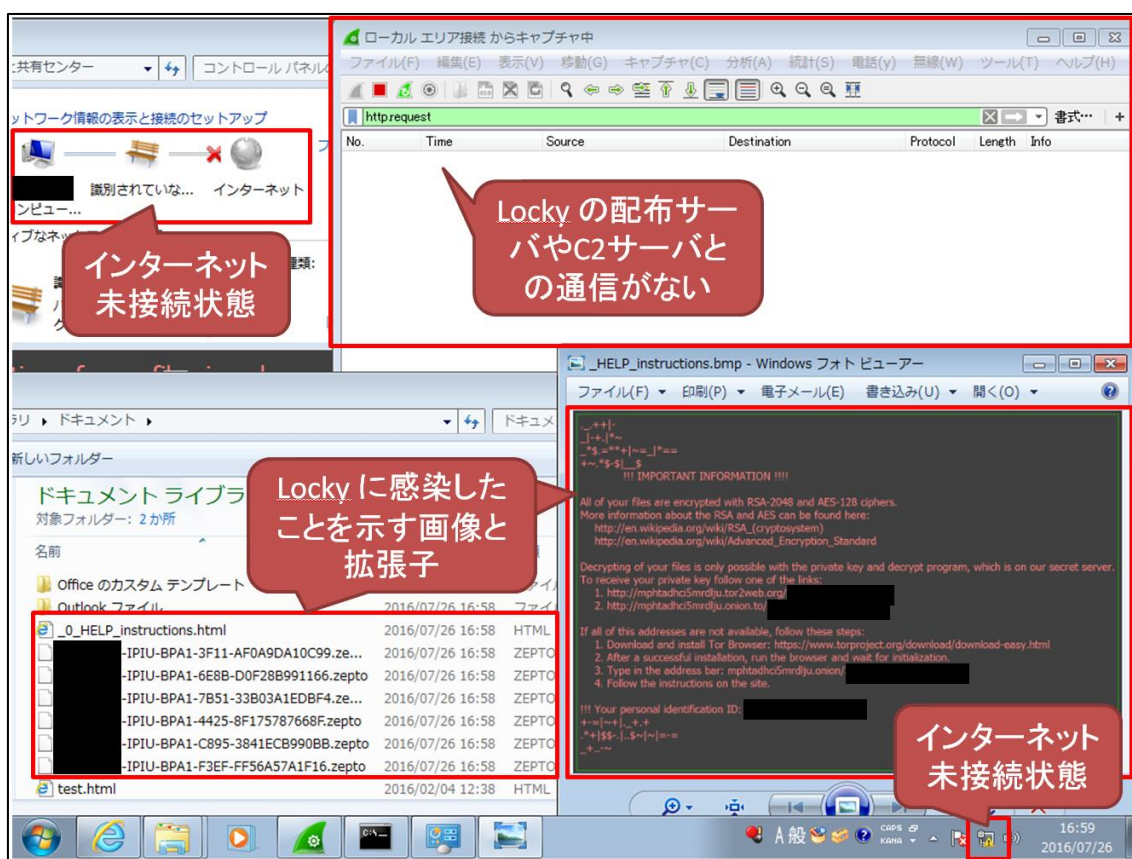 ローカル エリア接続 からキャプチャ中
ファイル(F) 編集(E) 表示(V) 移動(G) キャプチャ(C) 分析(A) 統計(S) 電話(y) 無線(W) ツール(T) ヘルプ(H)
http.request
書式… +
No. Time Source Destination Protocol Length Info
Locky の配布サー
バやC2サーバと
の通信がない
と共有センター
コントロール パネル
ットワーク情報の表示と接続のセットアップ
識別されていな... インターネット
ンピュー...
種類:
インターネット
未接続状態
ラリ ▸ ドキュメント ▸
ドキュメ
新しいフォルダー
ドキュメント ライブラ
対象フォルダー: 2 か所
名前
Office のカスタム テンプレート
Outlook ファイル 2016/07/26 16:58 ファイ
_0_HELP_instructions.html 2016/07/26 16:58 HTML
-IPIU-BPA1-3F11-AF0A9DA10C99.ze... 2016/07/26 16:58 ZEPTO
-IPIU-BPA1-6E8B-D0F28B991166.zepto 2016/07/26 16:58 ZEPTO
-IPIU-BPA1-7B51-33B03A1EDBF4.ze... 2016/07/26 16:58 ZEPTO
-IPIU-BPA1-4425-8F175787668F.zepto 2016/07/26 16:58 ZEPTO
-IPIU-BPA1-C895-3841ECB990BB.zepto 2016/07/26 16:58 ZEPTO
-IPIU-BPA1-F3EF-FF56A57A1F16.zepto 2016/07/26 16:58 ZEPTO
test.html 2016/02/04 12:38 HTML
Locky に感染した
ことを示す画像と
拡張子
_HELP_instructions.bmp - Windows フォト ビューアー
ファイル(F) 印刷(P) 電子メール(E) 書き込み(U) 開く(O)
._.++|-
_|-+.|*~
_*$.=**+|~=_|*==
+~.*$-$|__$
!!! IMPORTANT INFORMATION !!!!
All of your files are encrypted with RSA-2048 and AES-128 ciphers.
More information about the RSA and AES can be found here:
http://en.wikipedia.org/wiki/RSA_(cryptosystem)
http://en.wikipedia.org/wiki/Advanced_Encryption_Standard
Decrypting of your files is only possible with the private key and decrypt program, which is on our secret server.
To receive your private key follow one of the links:
1. http://mphtadhci5mrdlju.tor2web.org/
2. http://mphtadhci5mrdlju.onion.to/
If all of this addresses are not available, follow these steps:
1. Download and install Tor Browser: https://www.torproject.org/download/download-easy.html
2. After a successful installation, run the browser and wait for initialization.
3. Type in the address bar: mphtadhci5mrdlju.onion/
4. Follow the instructions on the site.
!!! Your personal identification ID:
+-=|~+|._+.+
.*+|$$-.|..$~|~|=-=
_+..-~
インターネット
未接続状態
A 般 CAPS KANA
16:59
2016/07/26